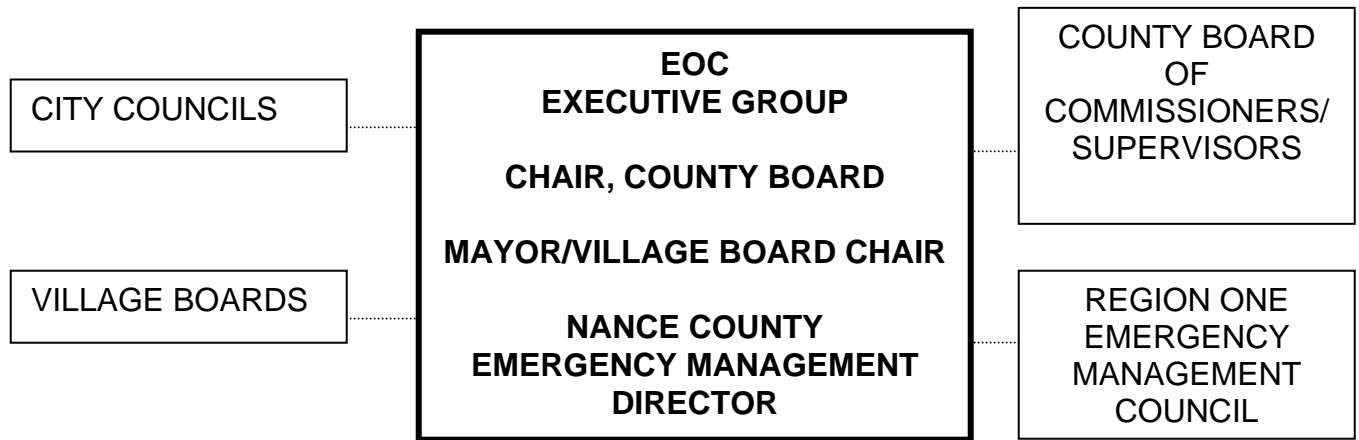 CITY COUNCILS
VILLAGE BOARDS
EOC
EXECUTIVE GROUP
CHAIR, COUNTY BOARD
MAYOR/VILLAGE BOARD CHAIR
NANCE COUNTY
EMERGENCY MANAGEMENT
DIRECTOR
COUNTY BOARD
OF
COMMISSIONERS/
SUPERVISORS
REGION ONE
EMERGENCY
MANAGEMENT
COUNCIL